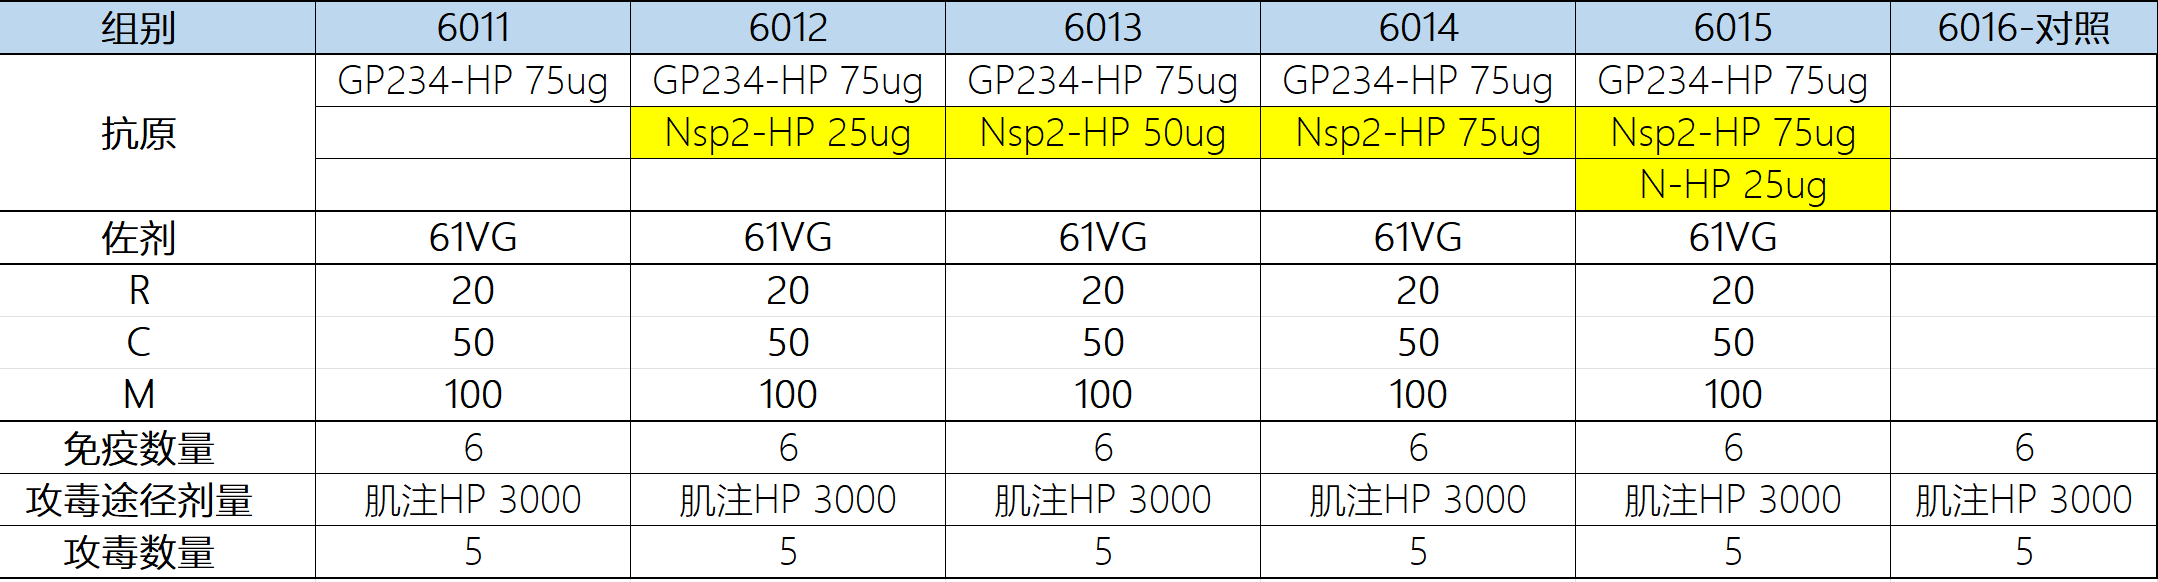 组别 6011 6012 6013 6014 6015 6016-对照
抗原 GP234-HP 75ug GP234-HP 75ug GP234-HP 75ug GP234-HP 75ug GP234-HP 75ug
Nsp2-HP 25ug Nsp2-HP 50ug Nsp2-HP 75ug Nsp2-HP 75ug
N-HP 25ug
佐剂 61VG 61VG 61VG 61VG 61VG
R 20 20 20 20 20
C 50 50 50 50 50
M 100 100 100 100 100
免疫数量 6 6 6 6 6 6
攻毒途径剂量 肌注HP 3000 肌注HP 3000 肌注HP 3000 肌注HP 3000 肌注HP 3000 肌注HP 3000
攻毒数量 5 5 5 5 5 5